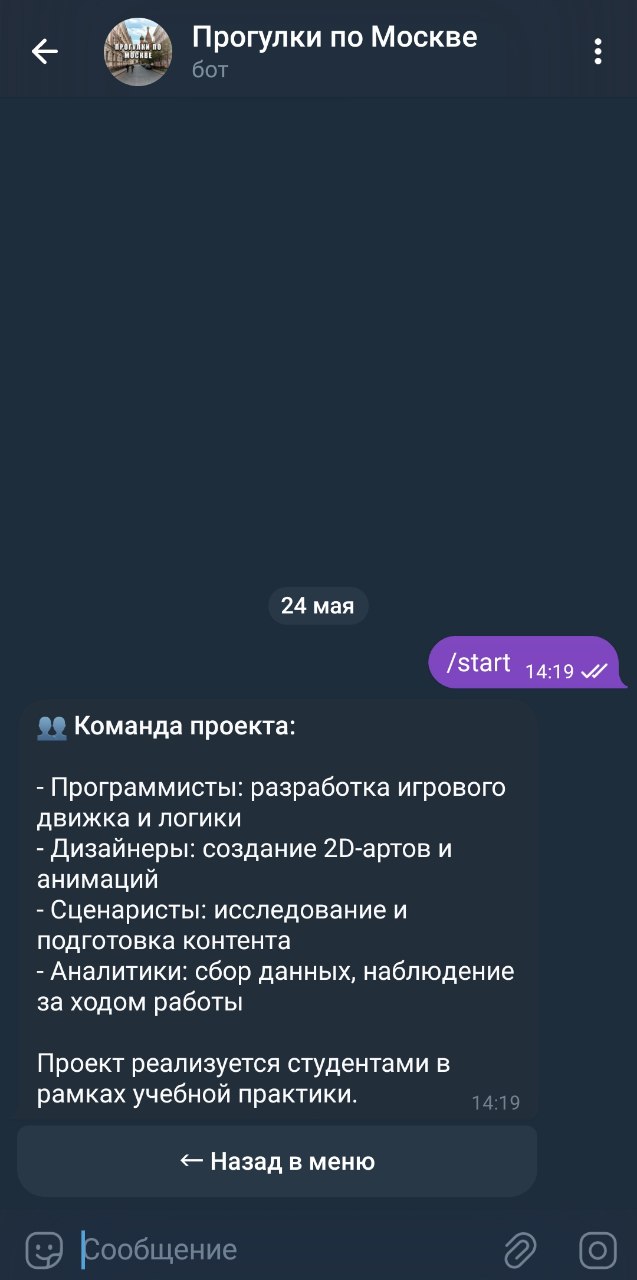 Прогулки по Москве
ПРОГУЛКИ ПО
МОСКВЕ
бот
24 мая
/start 14:19
👥 Команда проекта:
- Программисты: разработка игрового
движка и логики
- Дизайнеры: создание 2D-артов и
анимаций
- Сценаристы: исследование и
подготовка контента
- Аналитики: сбор данных, наблюдение
за ходом работы
Проект реализуется студентами в
рамках учебной практики.
14:19
← Назад в меню
Сообщение